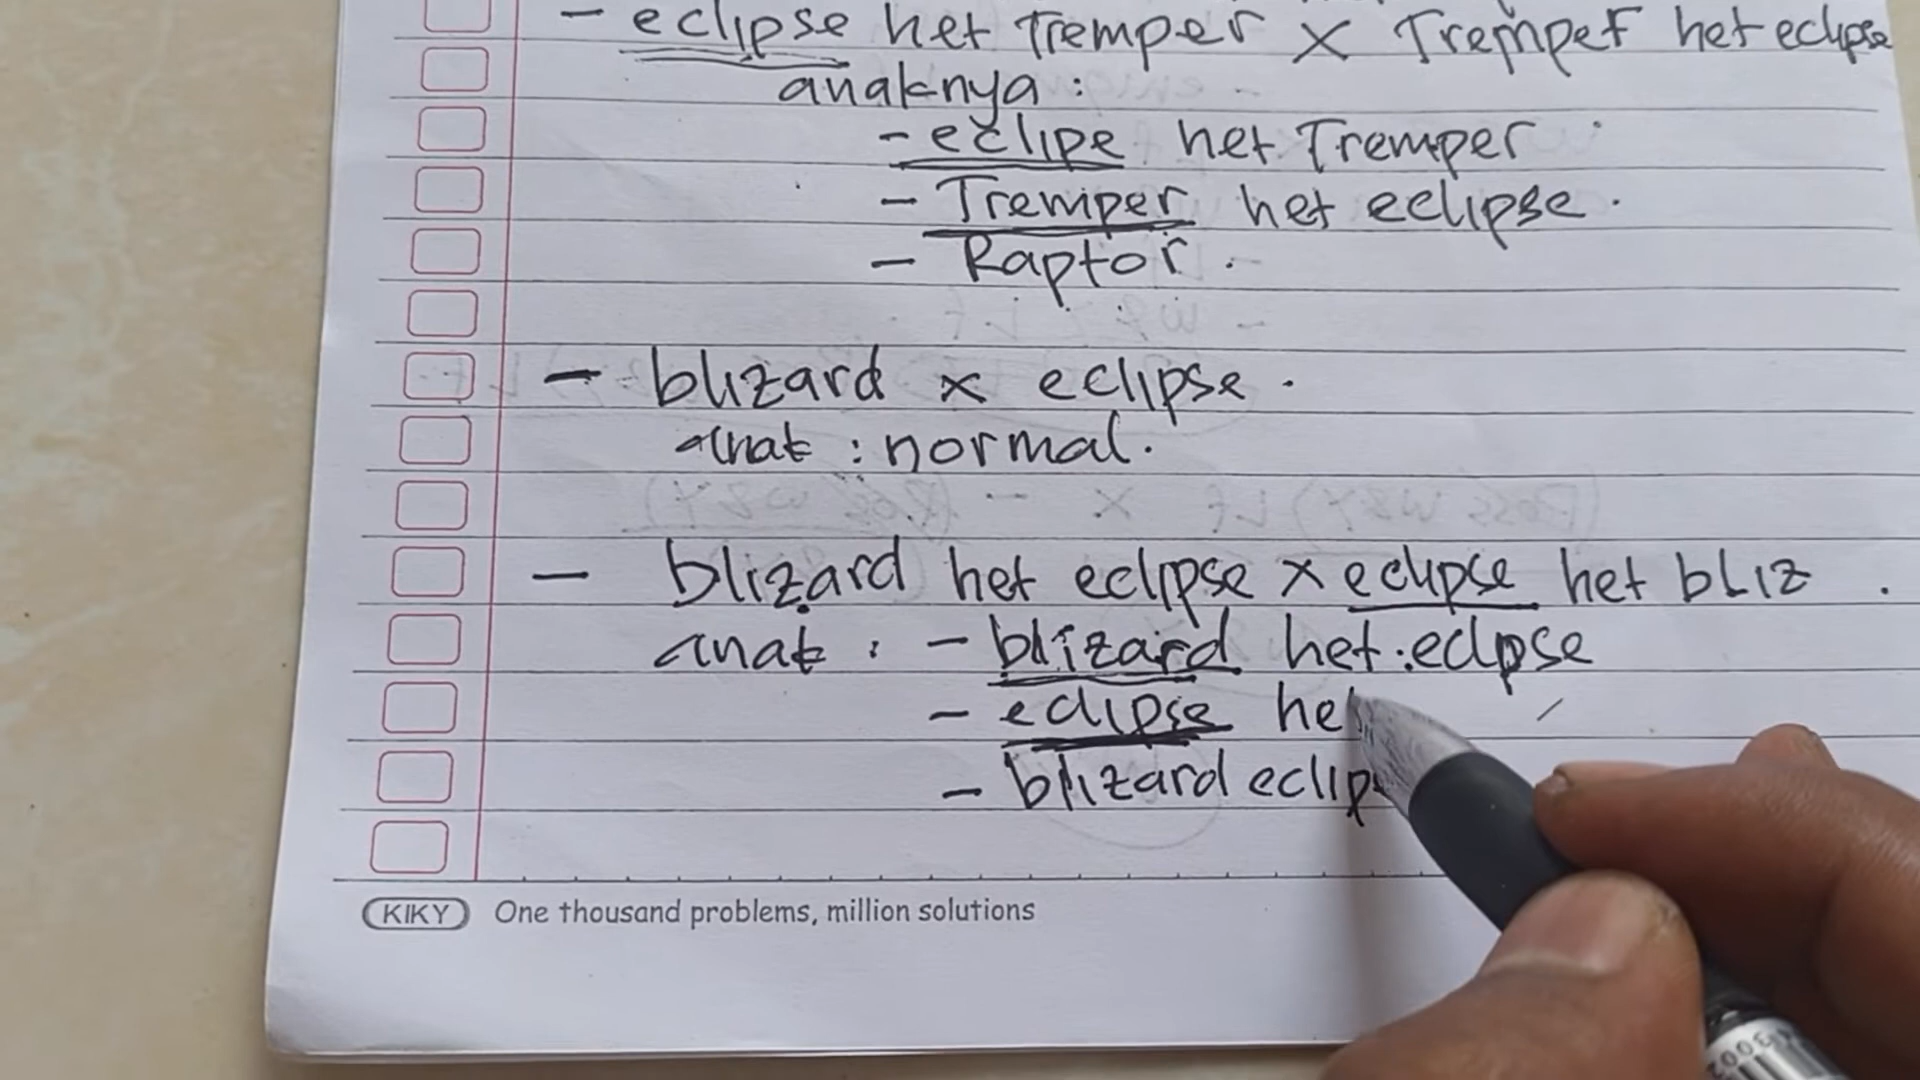 - eclipse het Tremper X Tremper het eclipse
anaknya :
- eclipe het Tremper
- Tremper het eclipse.
- Raptor.
- blizard x eclipse.
anak : normal.
- blizard het eclipse x eclipse het bliz.
anak : - blizard het eclpse
- eclipse he
- blizard eclip
KIKY One thousand problems, million solutions